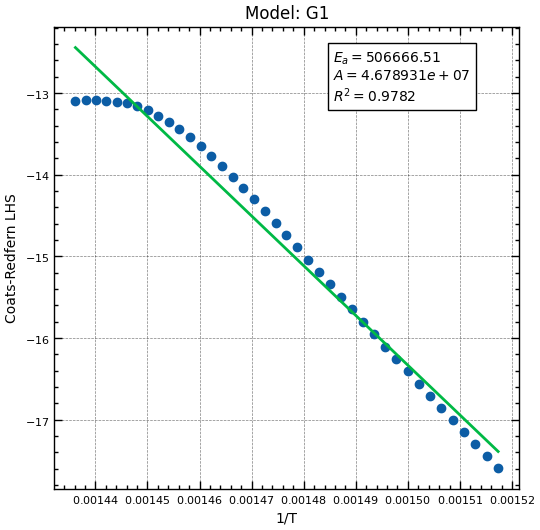 Model: G1
E_a = 506666.51
A = 4.678931e + 07
R² = 0.9782
Coats-Redfern LHS
−13
−14
−15
−16
−17
0.00144 0.00145 0.00146 0.00147 0.00148 0.00149 0.00150 0.00151 0.00152
1/T